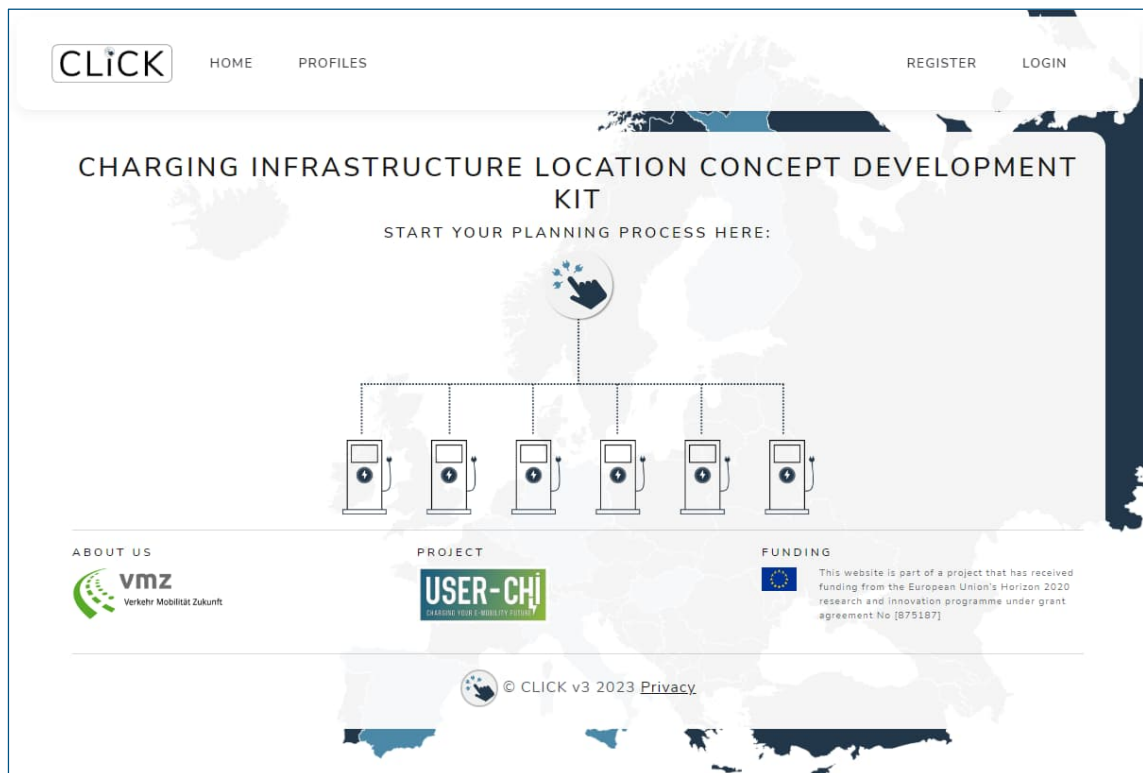 CLiCK HOME PROFILES REGISTER LOGIN
CHARGING INFRASTRUCTURE LOCATION CONCEPT DEVELOPMENT
KIT
START YOUR PLANNING PROCESS HERE:
ABOUT US
vmz
Verkehr Mobilität Zukunft
PROJECT
USER-CHi
CHARGING YOUR E-MOBILITY FUTURE
FUNDING
This website is part of a project that has received
funding from the European Union's Horizon 2020
research and innovation programme under grant
agreement No [875187]
© CLICK v3 2023 Privacy